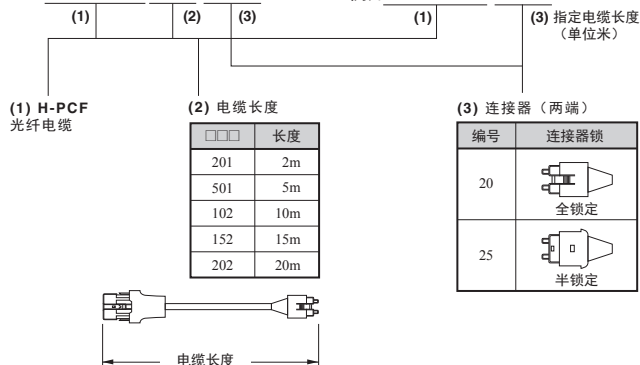 (1) (2) (3) (1) (3) 指定电缆长度
（单位米）
(1) H-PCF
光纤电缆
(2) 电缆长度
□□□ 长度
201 2m
501 5m
102 10m
152 15m
202 20m
(3) 连接器（两端）
编号 连接器锁
20 全锁定
25 半锁定
电缆长度